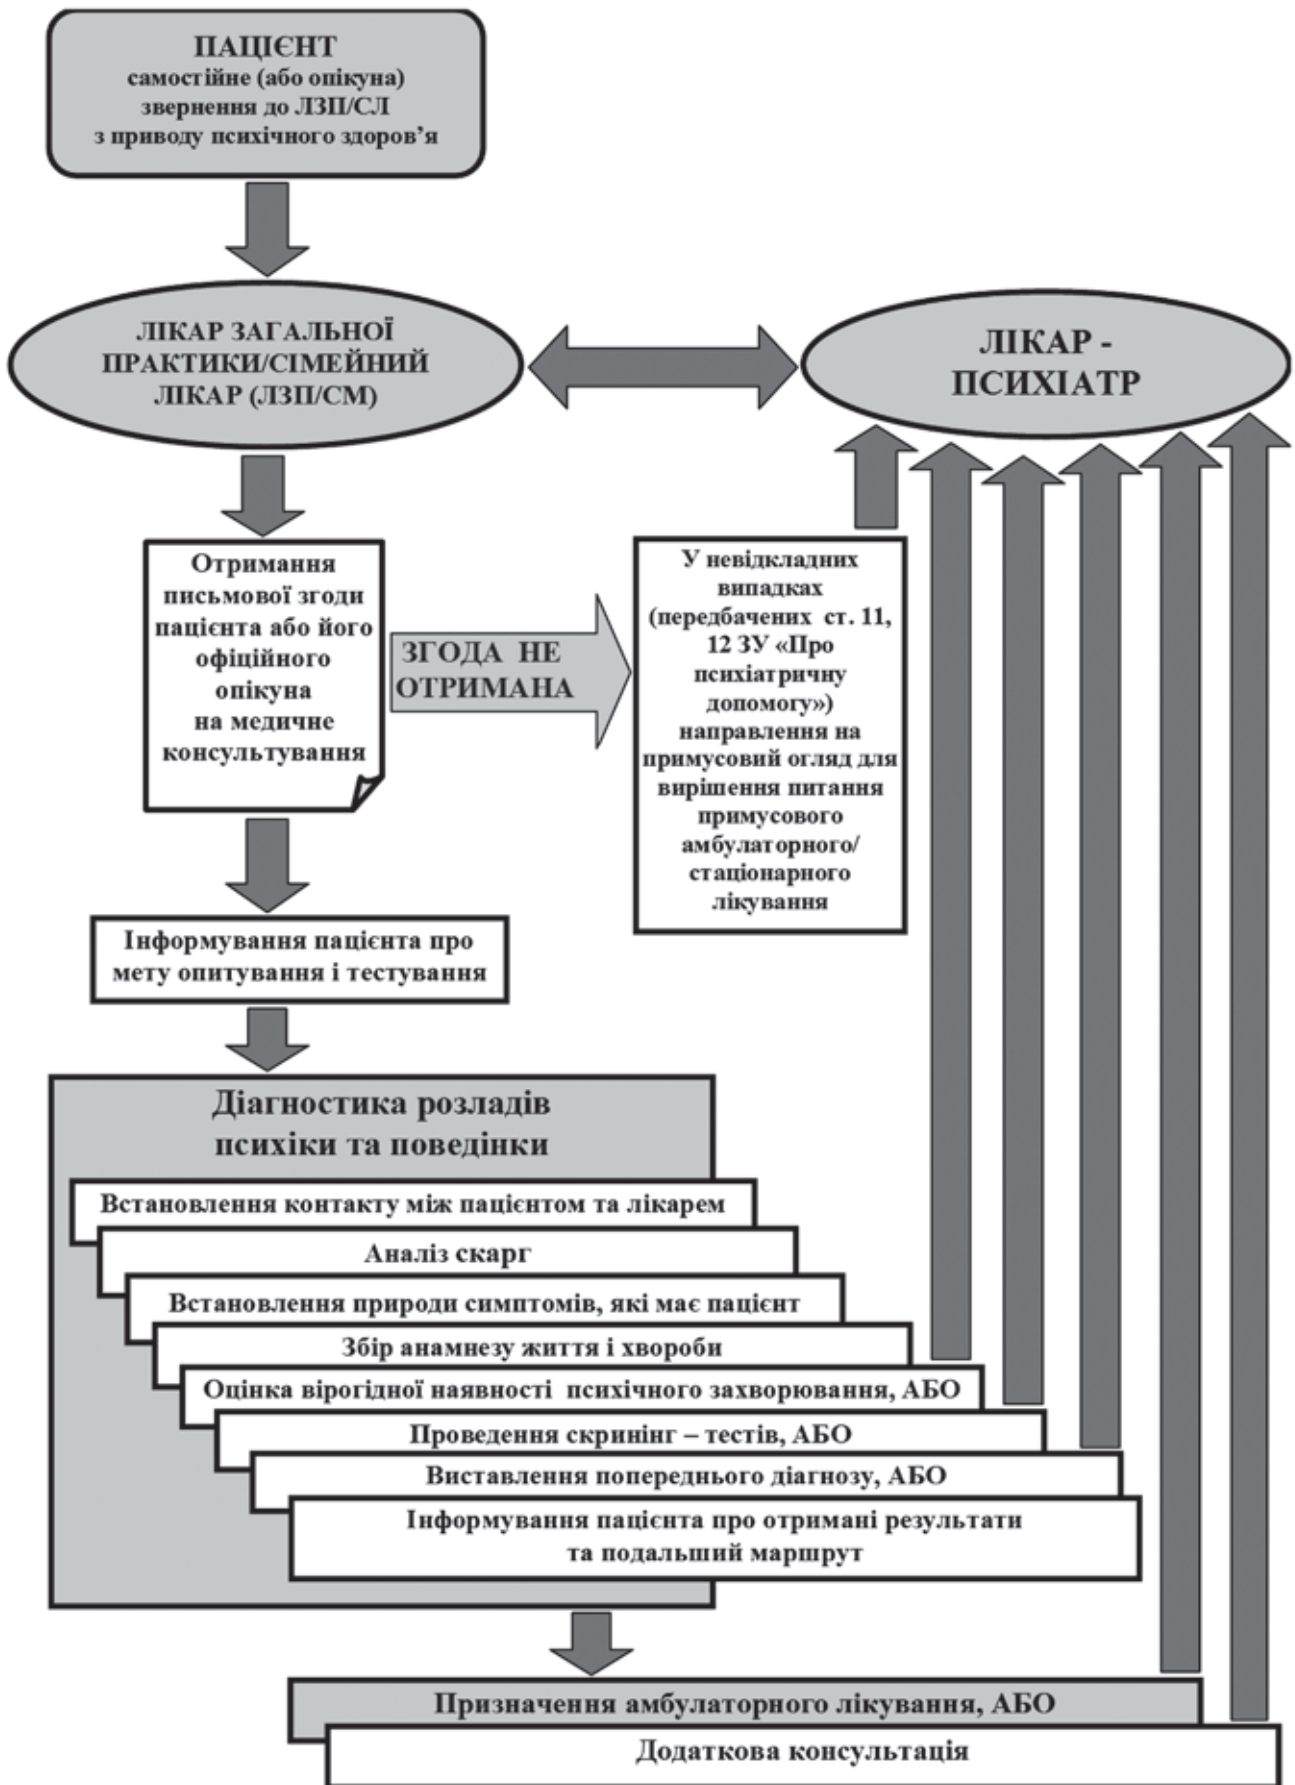 ПАЦІЄНТ
самостійне (або опікуна)
звернення до ЛЗП/СЛ
з приводу психічного здоров’я
ЛІКАР ЗАГАЛЬНОЇ
ПРАКТИКИ/СІМЕЙНИЙ
ЛІКАР (ЛЗП/СМ)
ЛІКАР -
ПСИХІАТР
Отримання
письмової згоди
пацієнта або його
офіційного
опікуна
на медичне
консультування
ЗГОДА НЕ
ОТРИМАНА
У невідкладних
випадках
(передбачених ст. 11,
12 ЗУ «Про
психіатричну
допомогу»)
направлення на
примусовий огляд для
вирішення питання
примусового
амбулаторного/
стаціонарного
лікування
Інформування пацієнта про
мету опитування і тестування
Діагностика розладів
психіки та поведінки
Встановлення контакту між пацієнтом та лікарем
Аналіз скарг
Встановлення природи симптомів, які має пацієнт
Збір анамнезу життя і хвороби
Оцінка вірогідної наявності психічного захворювання, АБО
Проведення скринінг – тестів, АБО
Виставлення попереднього діагнозу, АБО
Інформування пацієнта про отримані результати
та подальший маршрут
Призначення амбулаторного лікування, АБО
Додаткова консультація